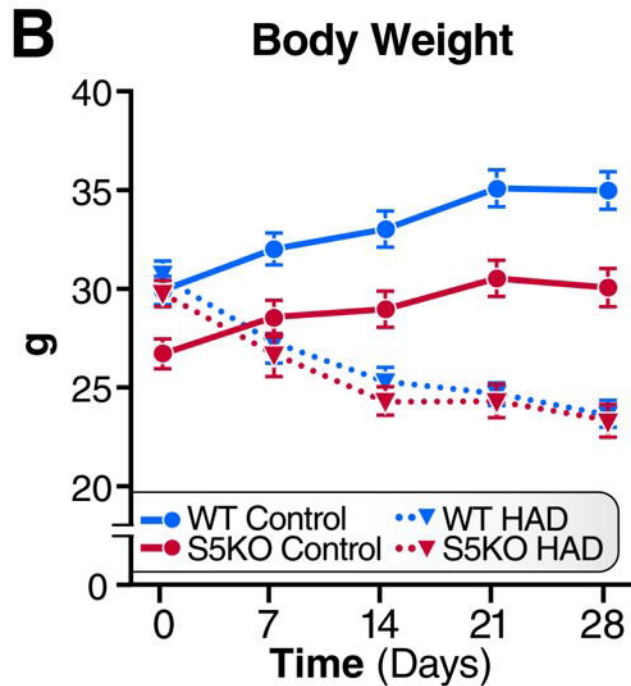 B Body Weight
40
35
30
25
20
0
g
WT Control WT HAD
S5KO Control S5KO HAD
0 7 14 21 28
Time (Days)